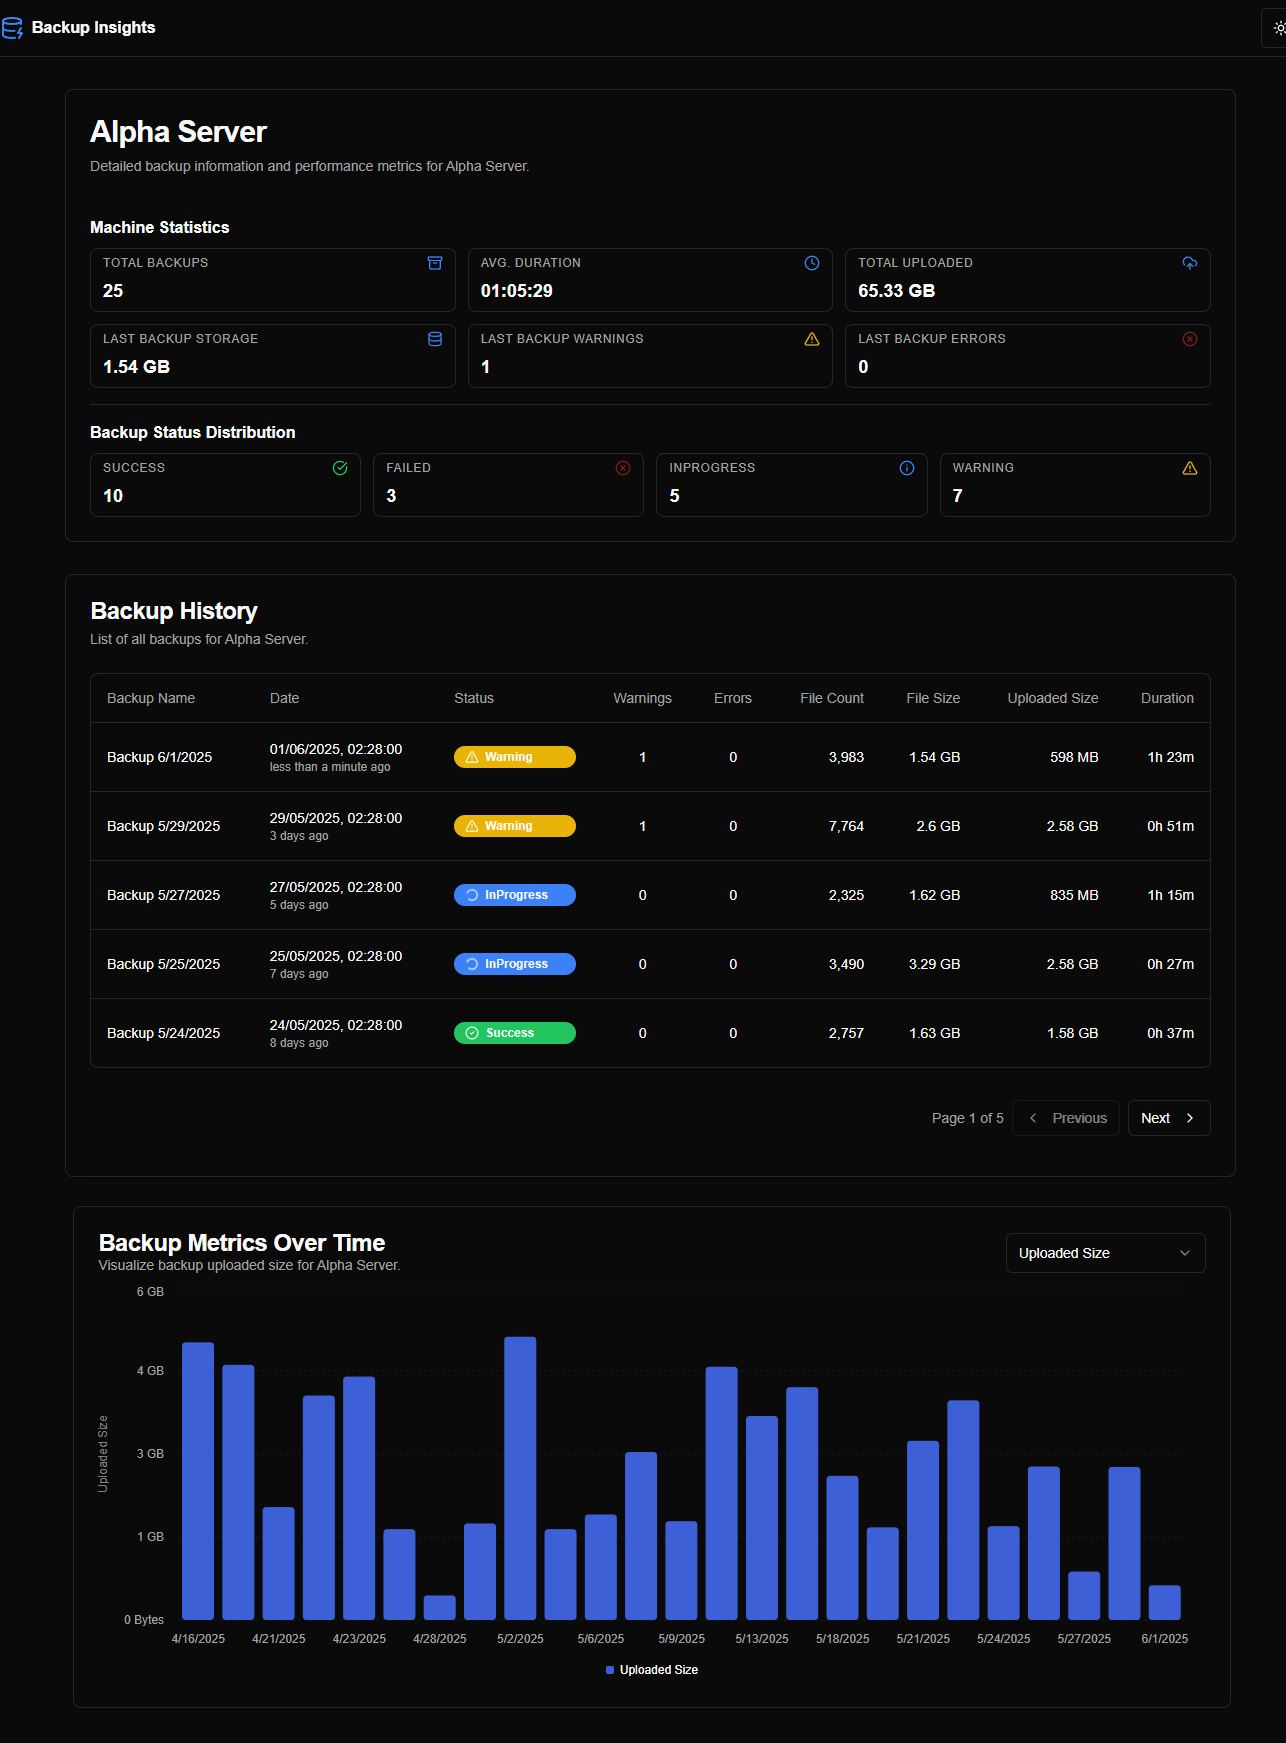 Backup Insights
Alpha Server
Detailed backup information and performance metrics for Alpha Server.
Machine Statistics
TOTAL BACKUPS
25
AVG. DURATION
01:05:29
TOTAL UPLOADED
65.33 GB
LAST BACKUP STORAGE
1.54 GB
LAST BACKUP WARNINGS
1
LAST BACKUP ERRORS
0
Backup Status Distribution
SUCCESS
10
FAILED
3
INPROGRESS
5
WARNING
7
Backup History
List of all backups for Alpha Server.
Backup Name Date Status Warnings Errors File Count File Size Uploaded Size Duration
Backup 6/1/2025 01/06/2025, 02:28:00 Warning 1 0 3,983 1.54 GB 598 MB 1h 23m
less than a minute ago
Backup 5/29/2025 29/05/2025, 02:28:00 Warning 1 0 7,764 2.6 GB 2.58 GB 0h 51m
3 days ago
Backup 5/27/2025 27/05/2025, 02:28:00 InProgress 0 0 2,325 1.62 GB 835 MB 1h 15m
5 days ago
Backup 5/25/2025 25/05/2025, 02:28:00 InProgress 0 0 3,490 3.29 GB 2.58 GB 0h 27m
7 days ago
Backup 5/24/2025 24/05/2025, 02:28:00 Success 0 0 2,757 1.63 GB 1.58 GB 0h 37m
8 days ago
Page 1 of 5 Previous Next
Backup Metrics Over Time
Visualize backup uploaded size for Alpha Server.
Uploaded Size
6 GB
4 GB
3 GB
1 GB
0 Bytes
Uploaded Size
4/16/2025 4/21/2025 4/23/2025 4/28/2025 5/2/2025 5/6/2025 5/9/2025 5/13/2025 5/18/2025 5/21/2025 5/24/2025 5/27/2025 6/1/2025
Uploaded Size